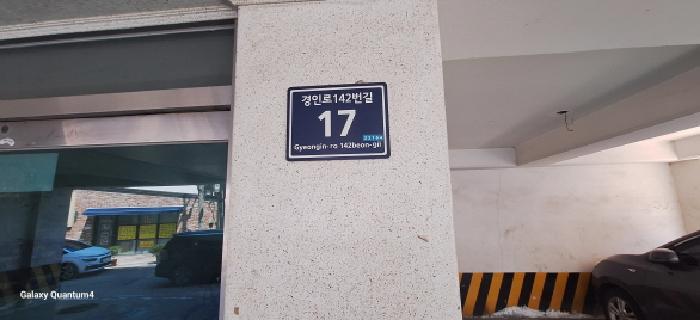 경인로142번길
17
Gyeongin-ro 142beon-gil
Galaxy Quantum4